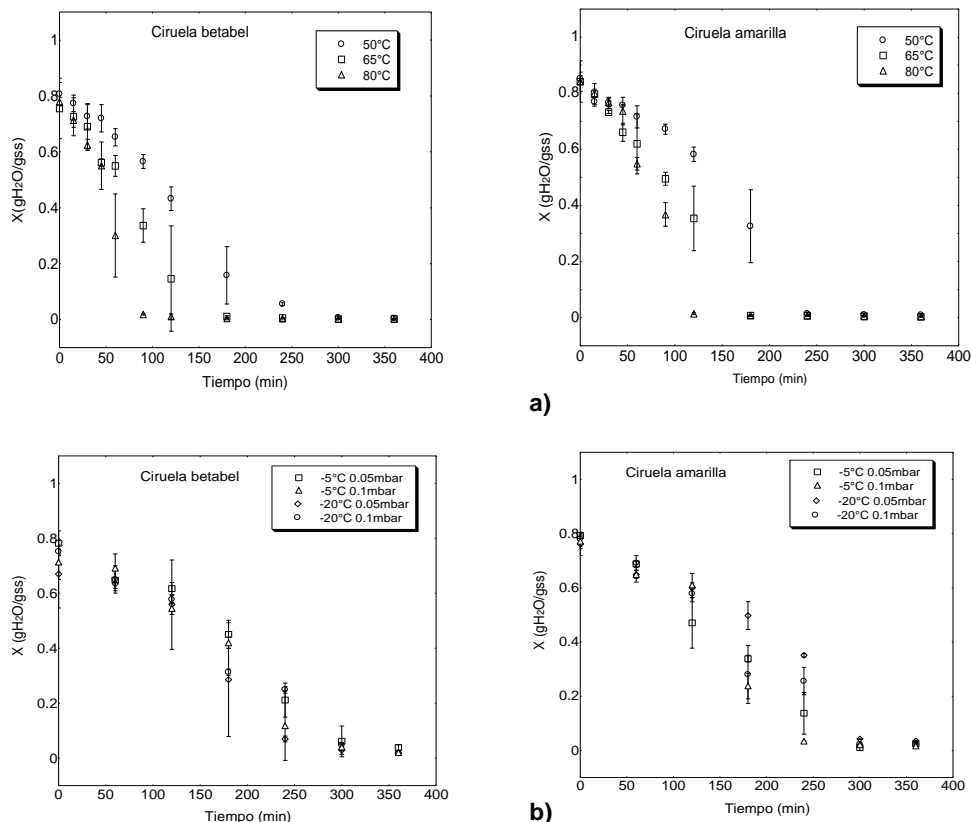 Ciruela betabel
50°C
65°C
80°C
1
0.8
0.6
0.4
0.2
0
X(gH2O/gss)
0 50 100 150 200 250 300 350 400
Tiempo (min)
Ciruela amarilla
50°C
65°C
80°C
1
0.8
0.6
0.4
0.2
0
X (gH2O/gss)
0 50 100 150 200 250 300 350 400
Tiempo (min)
a)
Ciruela betabel
-5°C 0.05mbar
-5°C 0.1mbar
-20°C 0.05mbar
-20°C 0.1mbar
1
0.8
0.6
0.4
0.2
0
X (gH2O/gss)
0 50 100 150 200 250 300 350 400
Tiempo (min)
Ciruela amarilla
-5°C 0.05mbar
-5°C 0.1mbar
-20°C 0.05mbar
-20°C 0.1mbar
1
0.8
0.6
0.4
0.2
0
X (gH2O/gss)
0 50 100 150 200 250 300 350 400
Tiempo (min)
b)